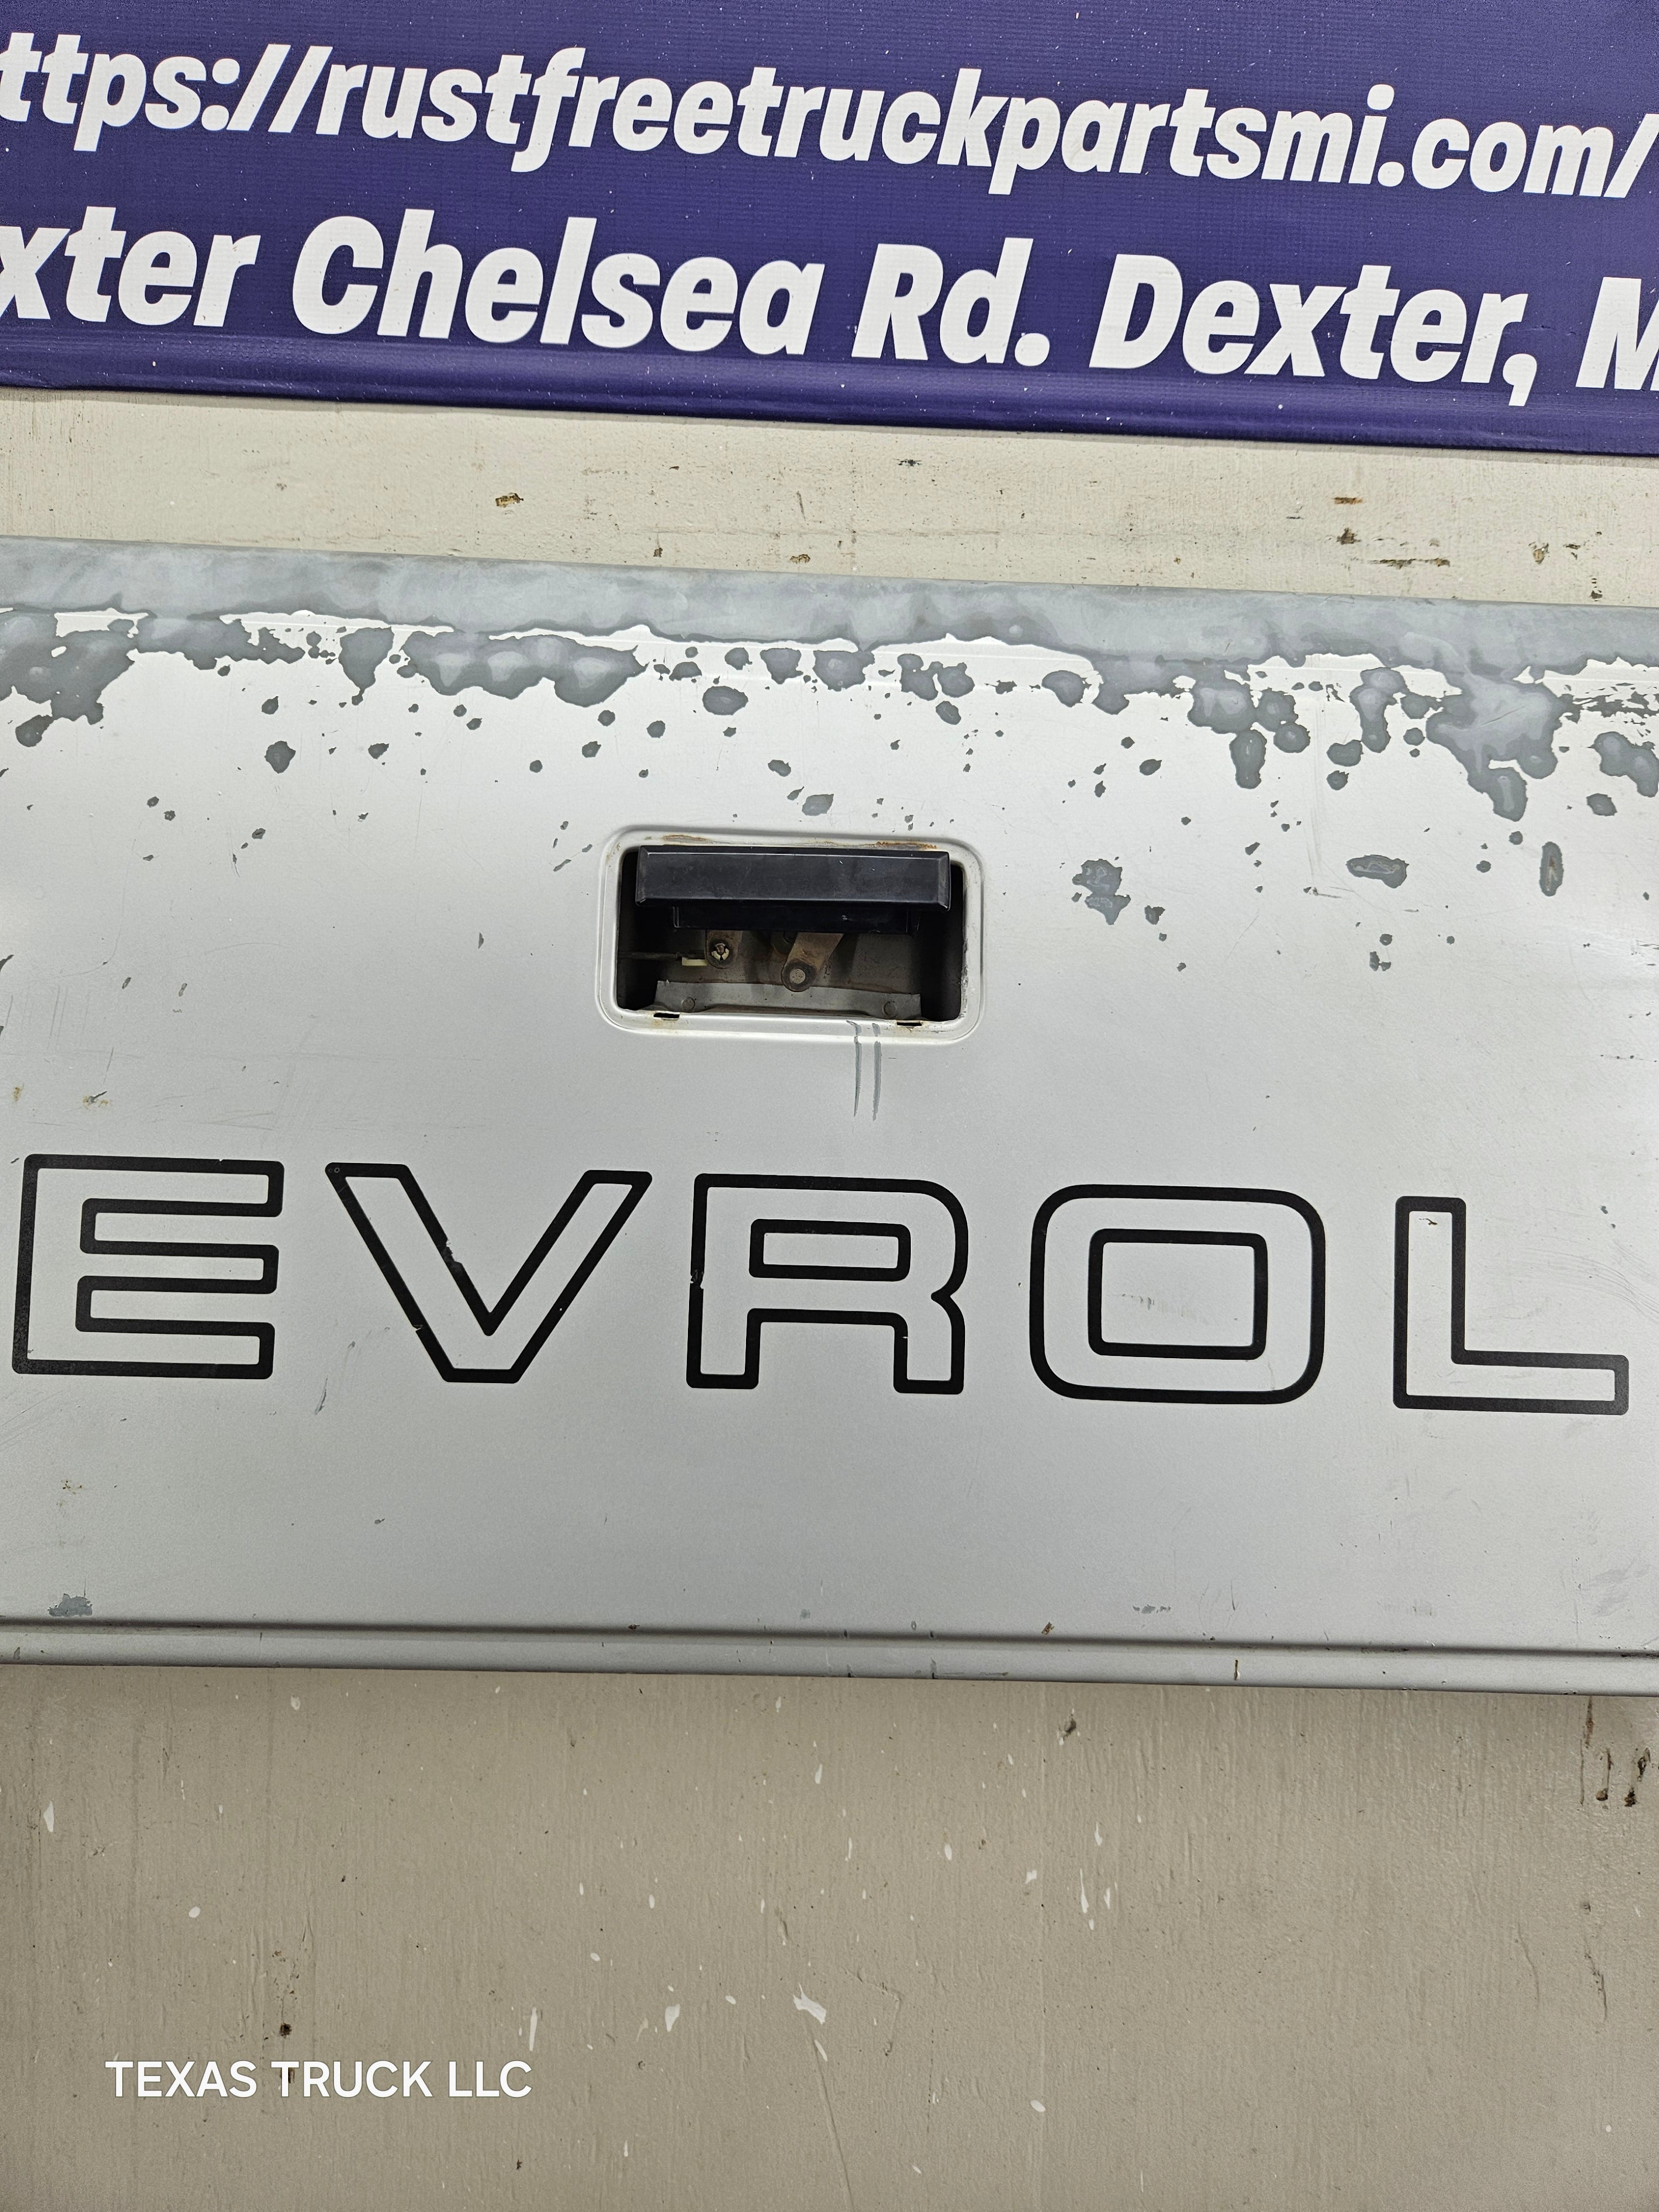 ttps://rustfreetruckpartsmi.com/
xter Chelsea Rd. Dexter, M
EVROL
TEXAS TRUCK LLC